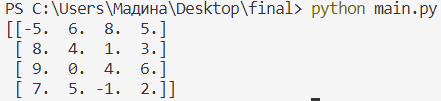 PS C:\Users\Мадина\Desktop\final> python main.py
[[-5.  6.  8.  5.]
 [ 8.  4.  1.  3.]
 [ 9.  0.  4.  6.]
 [ 7.  5. -1.  2.]]